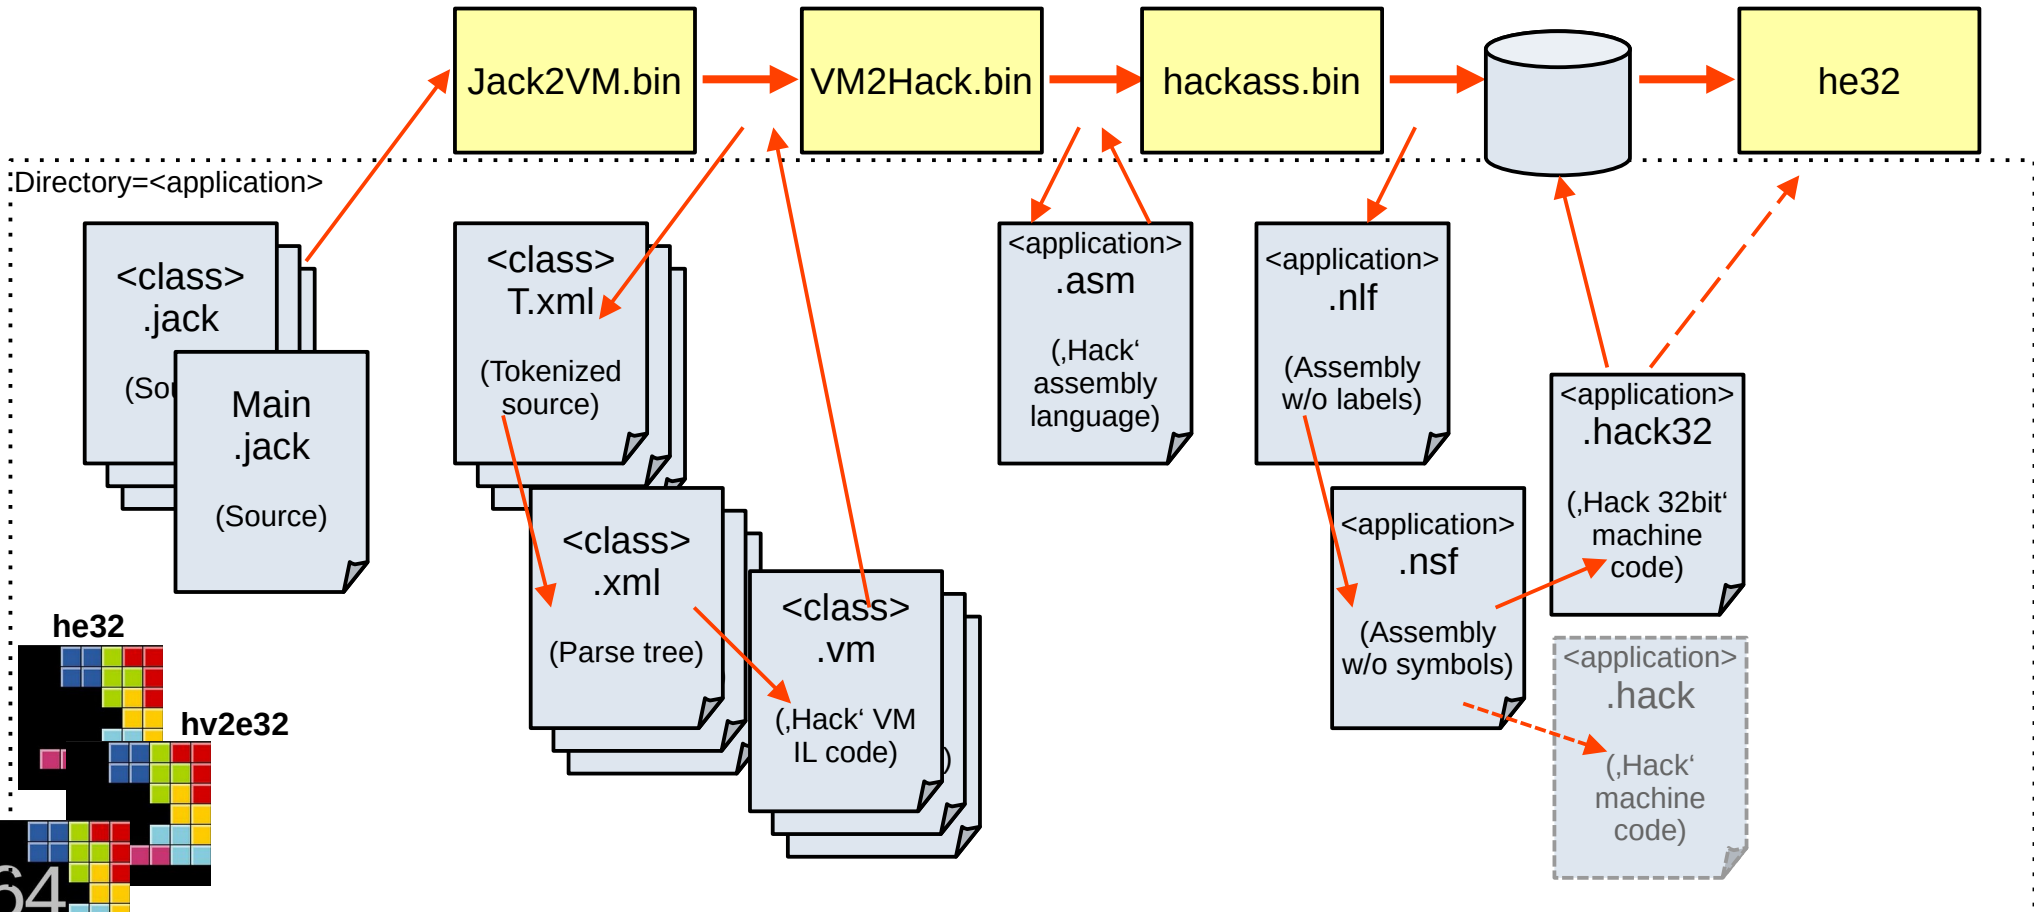 Jack2VM.bin
VM2Hack.bin
hackass.bin
he32
Directory=<application>
<class>
.jack
(Sou
Main
.jack
(Source)
<class>
T.xml
(Tokenized
source)
<class>
.xml
(Parse tree)
<class>
.vm
(‚Hack‘ VM
IL code)
)
<application>
.asm
(‚Hack‘
assembly
language)
<application>
.nlf
(Assembly
w/o labels)
<application>
.nsf
(Assembly
w/o symbols)
<application>
.hack32
(‚Hack 32bit‘
machine
code)
<application>
.hack
(‚Hack‘
machine
code)
he32
hv2e32
64